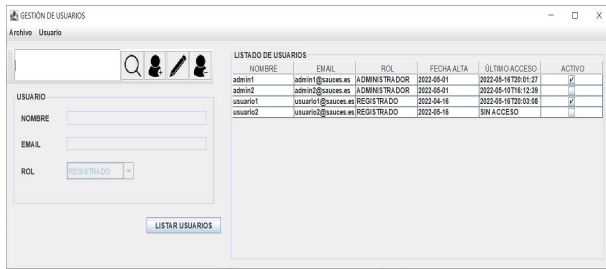 GESTIÓN DE USUARIOS
Archivo Usuario
LISTADO DE USUARIOS
NOMBRE EMAIL ROL FECHA ALTA ÚLTIMO ACCESO ACTIVO
admin1 admin1@sauces.es ADMINISTRADOR 2022-05-01 2022-05-16T20:01:27
admin2 admin2@sauces.es ADMINISTRADOR 2022-05-01 2022-05-10T16:12:39
usuario1 usuario1@sauces.es REGISTRADO 2022-04-16 2022-05-16T20:03:08
usuario2 usuario2@sauces.es REGISTRADO 2022-05-16 SIN ACCESO
USUARIO
NOMBRE
EMAIL
ROL REGISTRADO
LISTAR USUARIOS